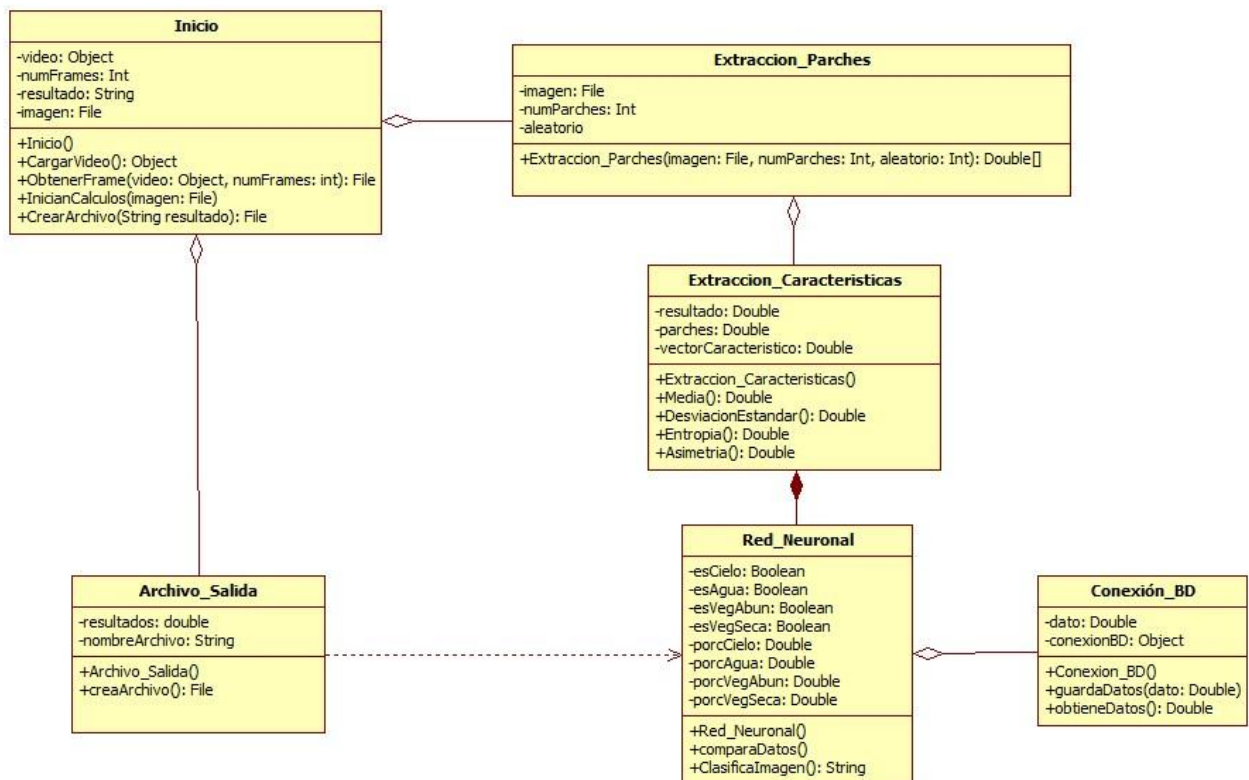 Inicio
-video: Object
-numFrames: Int
-resultado: String
-imagen: File
+Inicio()
+CargarVideo(): Object
+ObtenerFrame(video: Object, numFrames: int): File
+InicianCalculos(imagen: File)
+CrearArchivo(String resultado): File
Extraccion_Parches
-imagen: File
-numParches: Int
-aleatorio
+Extraccion_Parches(imagen: File, numParches: Int, aleatorio: Int): Double[]
Extraccion_Caracteristicas
-resultado: Double
-parches: Double
-vectorCaracteristico: Double
+Extraccion_Caracteristicas()
+Media(): Double
+DesviacionEstandar(): Double
+Entropia(): Double
+Asimetria(): Double
Archivo_Salida
-resultados: double
-nombreArchivo: String
+Archivo_Salida()
+creaArchivo(): File
Red_Neuronal
-esCielo: Boolean
-esAgua: Boolean
-esVegAbun: Boolean
-esVegSeca: Boolean
-porcCielo: Double
-porcAgua: Double
-porcVegAbun: Double
-porcVegSeca: Double
+Red_Neuronal()
+comparaDatos()
+ClasificaImagen(): String
Conexión_BD
-dato: Double
-conexionBD: Object
+Conexion_BD()
+guardaDatos(dato: Double)
+obtieneDatos(): Double